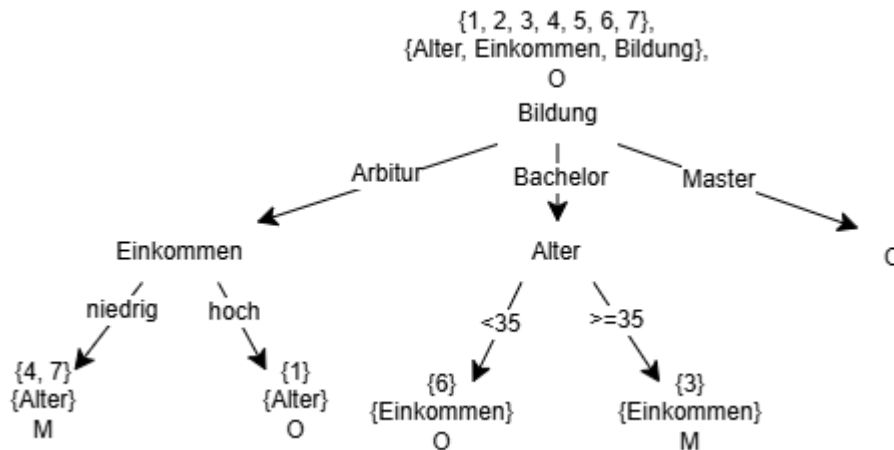 {1, 2, 3, 4, 5, 6, 7},
{Alter, Einkommen, Bildung},
O
Bildung
Arbitur
Bachelor
Master
Einkommen
Alter
niedrig
hoch
<35
>=35
{4, 7}
{Alter}
M
{1}
{Alter}
O
{6}
{Einkommen}
O
{3}
{Einkommen}
M